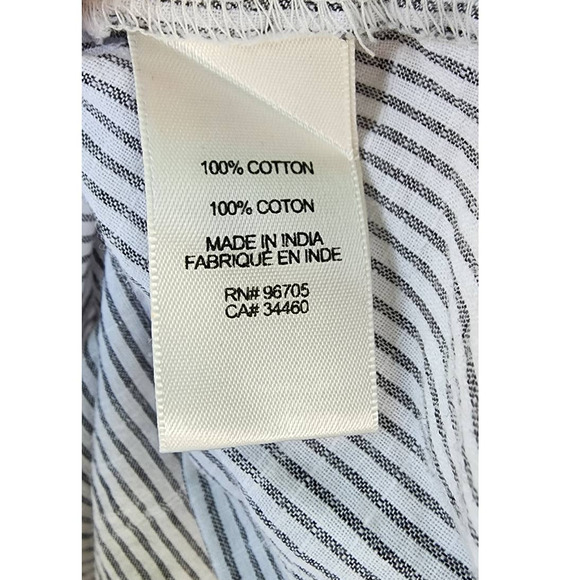 100% COTTON
100% COTON
MADE IN INDIA
FABRIQUE EN INDE
RN# 96705
CA# 34460